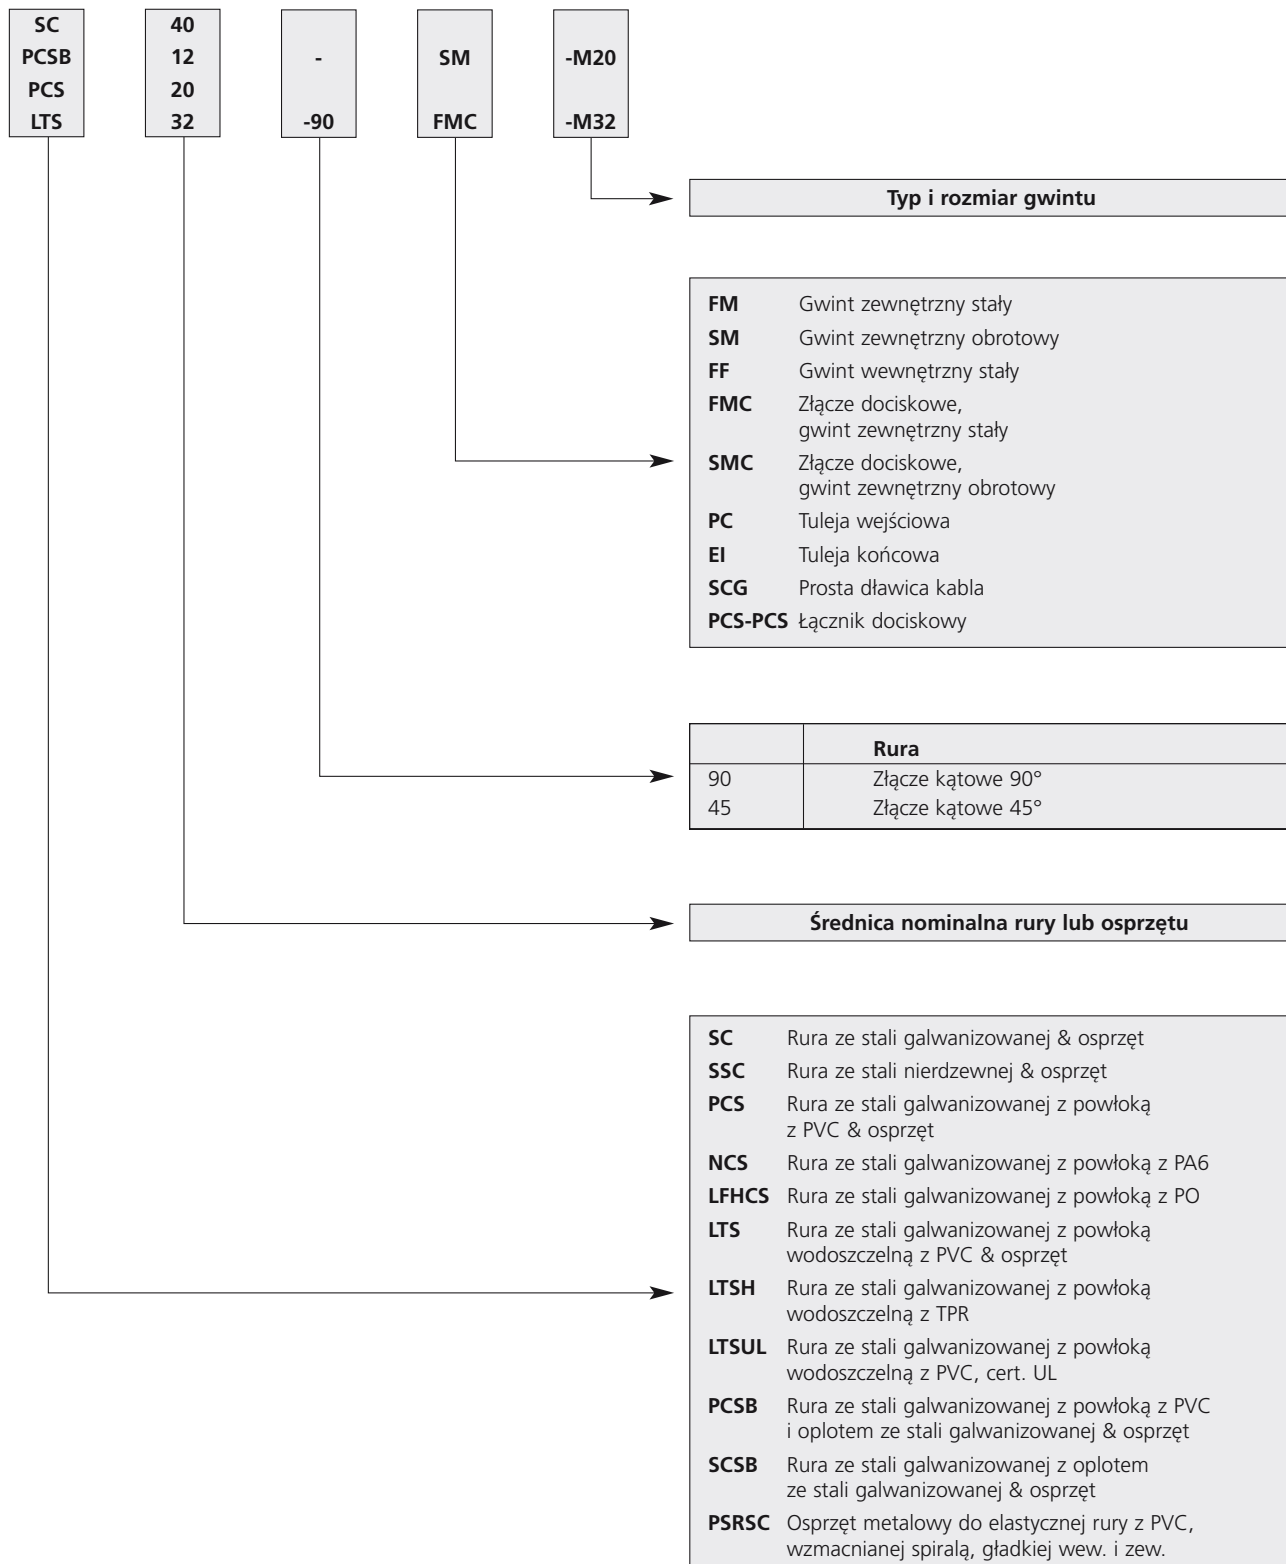 SC 40
PCSB 12 - SM -M20
PCS 20
LTS 32 -90 FMC -M32
Typ i rozmiar gwintu
FM Gwint zewnętrzny stały
SM Gwint zewnętrzny obrotowy
FF Gwint wewnętrzny stały
FMC Złącze dociskowe,
gwint zewnętrzny stały
SMC Złącze dociskowe,
gwint zewnętrzny obrotowy
PC Tuleja wejściowa
EI Tuleja końcowa
SCG Prosta dławica kabla
PCS-PCS Łącznik dociskowy
Rura
90 Złącze kątowe 90°
45 Złącze kątowe 45°
Średnica nominalna rury lub osprzętu
SC Rura ze stali galwanizowanej & osprzęt
SSC Rura ze stali nierdzewnej & osprzęt
PCS Rura ze stali galwanizowanej z powłoką
z PVC & osprzęt
NCS Rura ze stali galwanizowanej z powłoką z PA6
LFHCS Rura ze stali galwanizowanej z powłoką z PO
LTS Rura ze stali galwanizowanej z powłoką
wodoszczelną z PVC & osprzęt
LTSH Rura ze stali galwanizowanej z powłoką
wodoszczelną z TPR
LTSUL Rura ze stali galwanizowanej z powłoką
wodoszczelną z PVC, cert. UL
PCSB Rura ze stali galwanizowanej z powłoką z PVC
i oplotem ze stali galwanizowanej & osprzęt
SCSB Rura ze stali galwanizowanej z oplotem
ze stali galwanizowanej & osprzęt
PSRSC Osprzęt metalowy do elastycznej rury z PVC,
wzmacnianej spiralą, gładkiej wew. i zew.